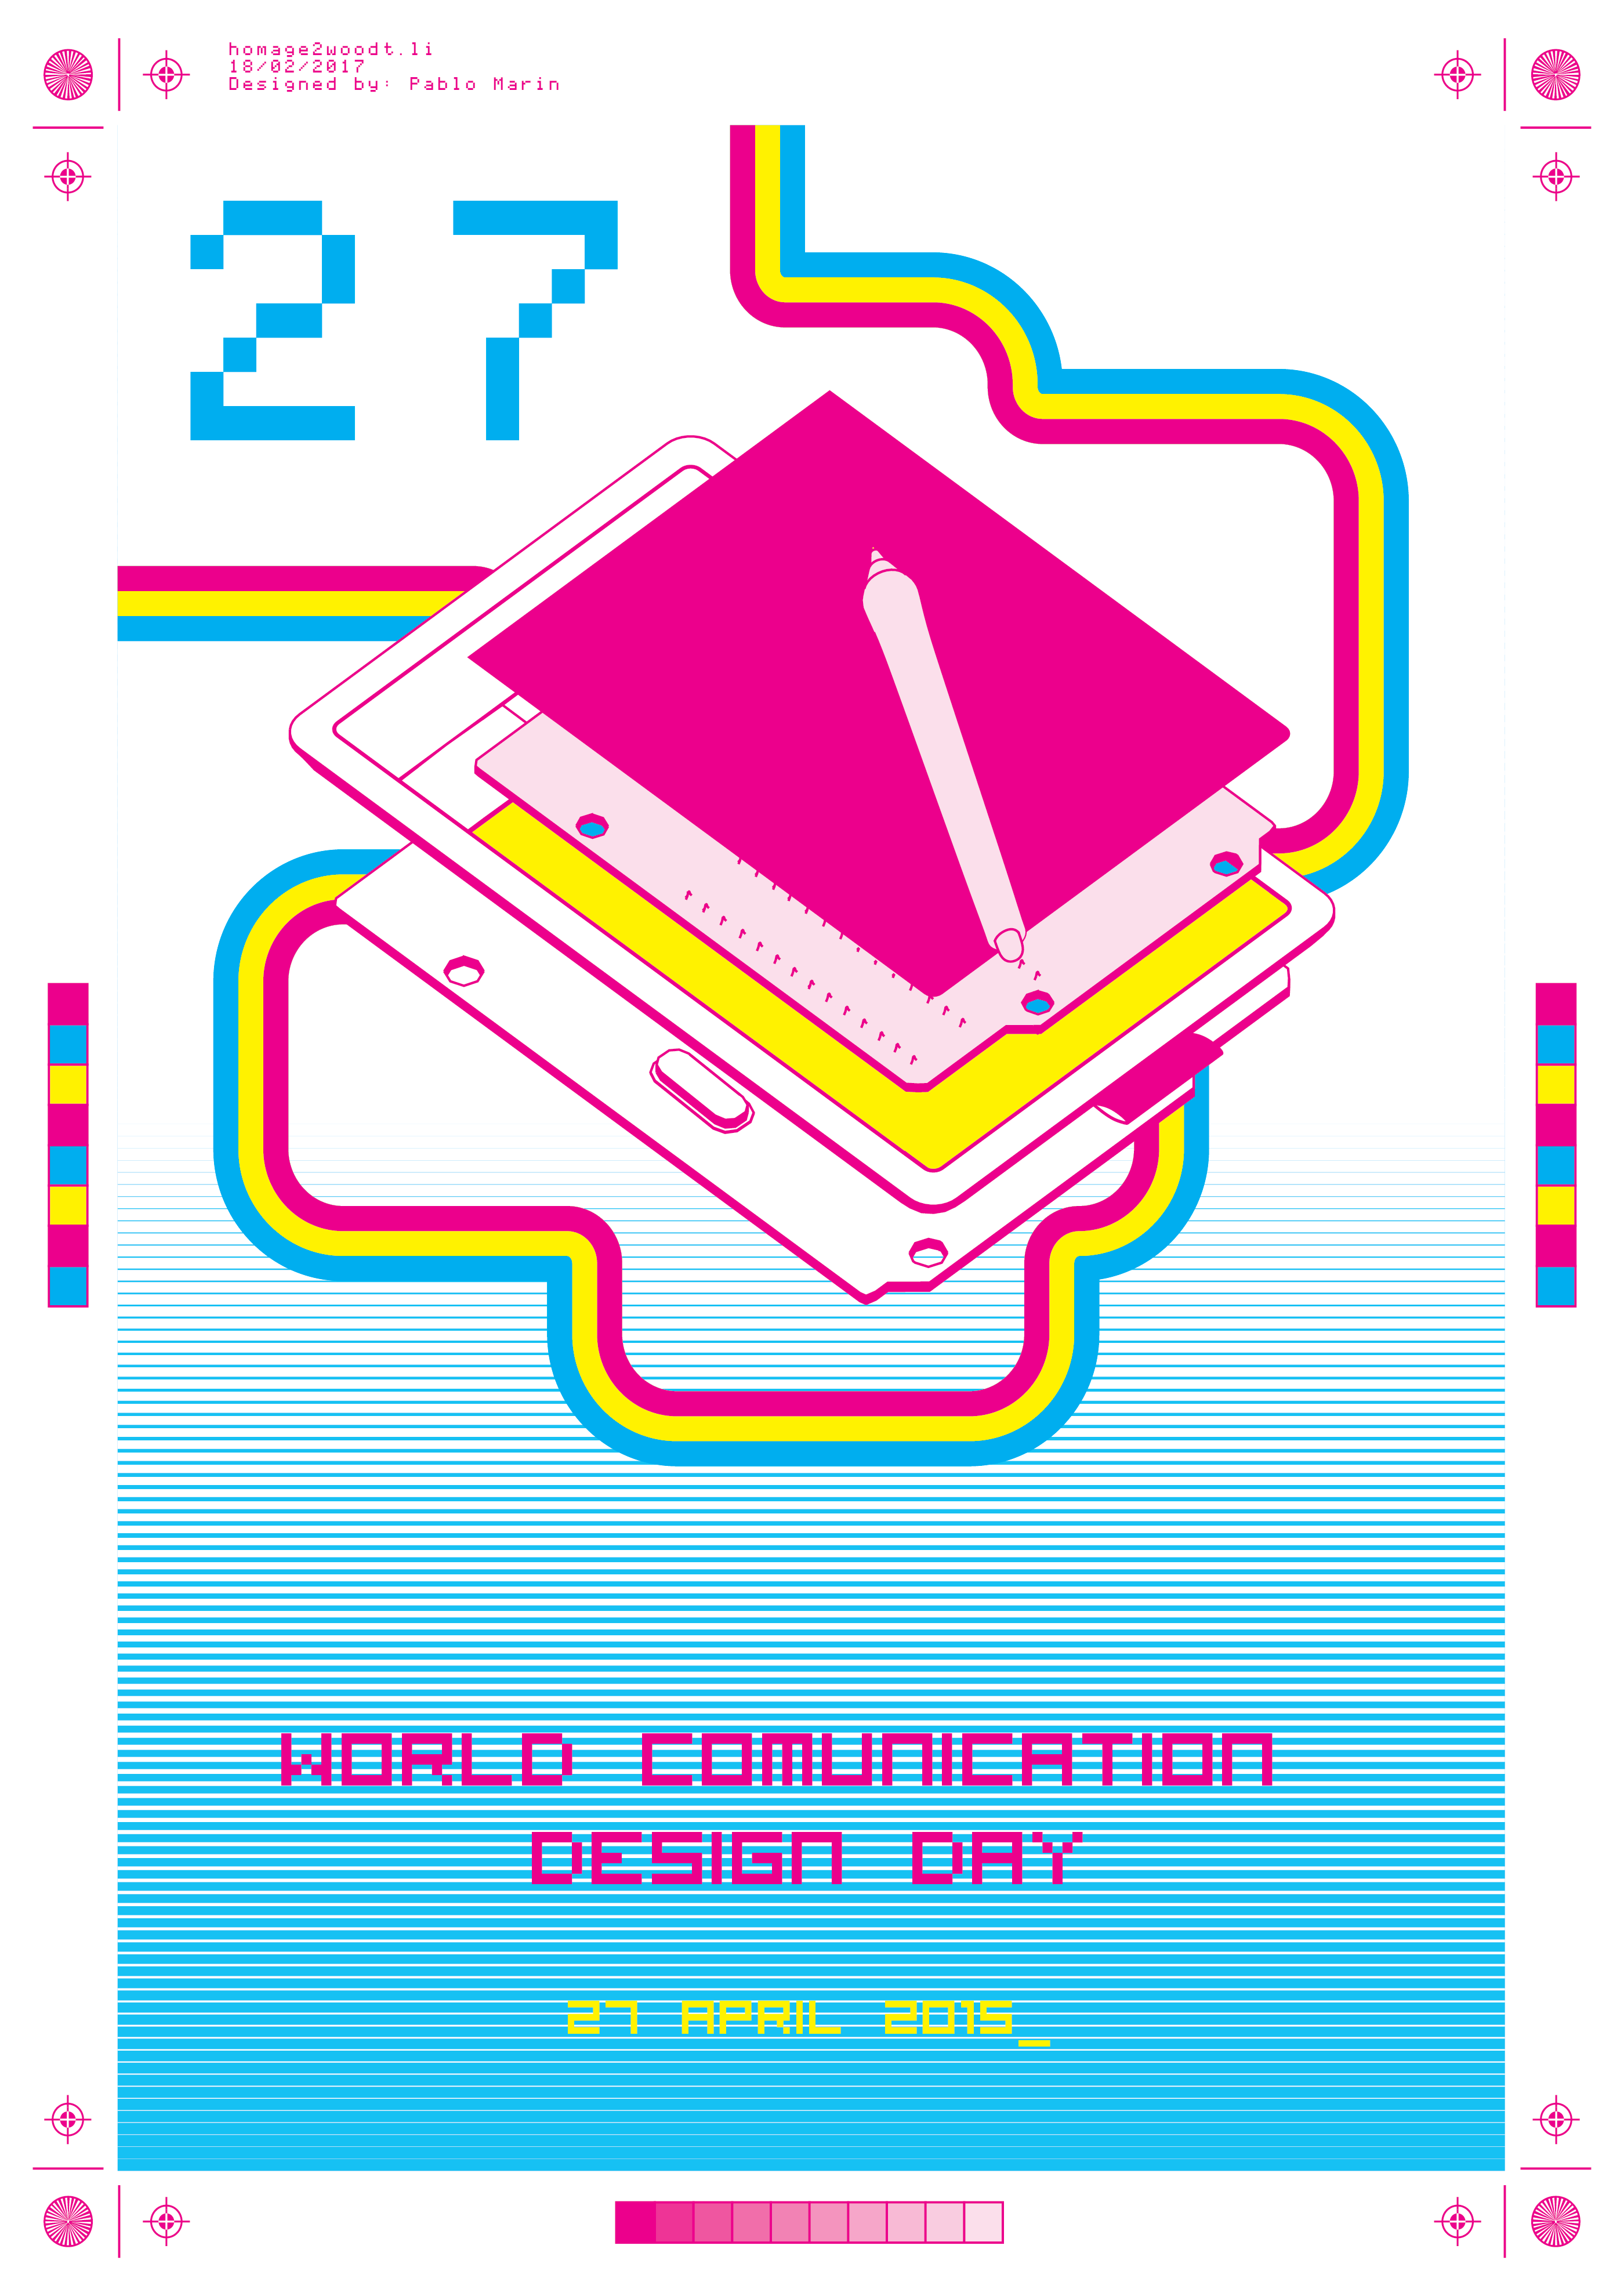 homage2woodt.li
18/02/2017
Designed by: Pablo Marin
27
WORLD COMUNICATION
DESIGN DAY
27 APRIL 2015_